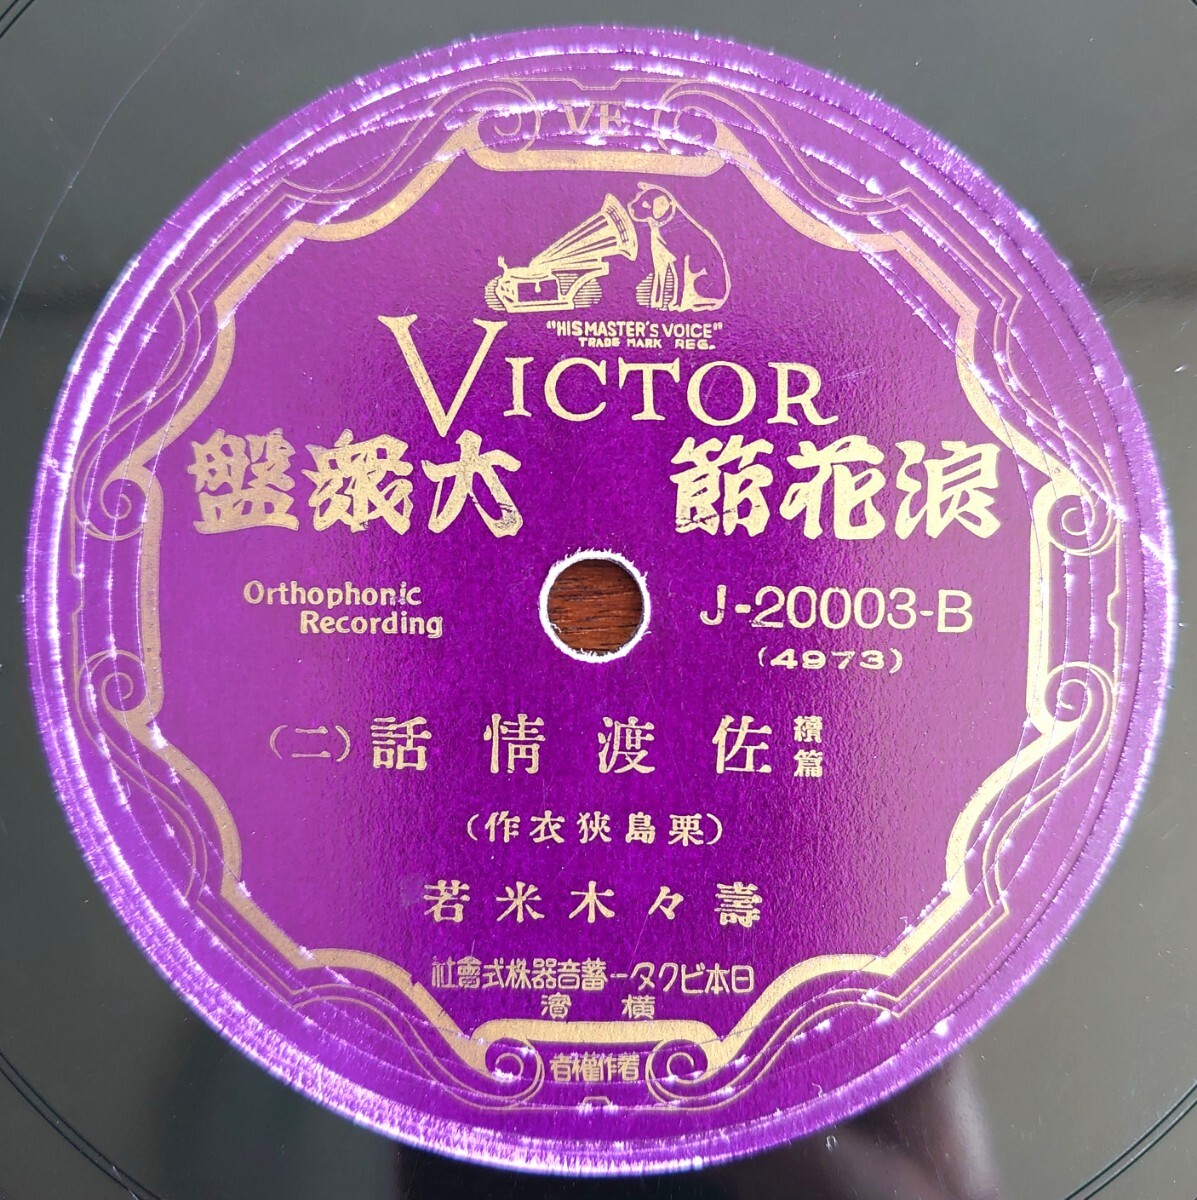 VE
"HIS MASTER'S VOICE"
TRADE MARK REG.
VICTOR
浪花節 大衆盤
Orthophonic
Recording
J-20003-B
(4973)
續篇 佐渡情話 (二)
(栗島狹衣作)
壽々木米若
日本ビクター蓄音器株式會社
橫濱
著作權者